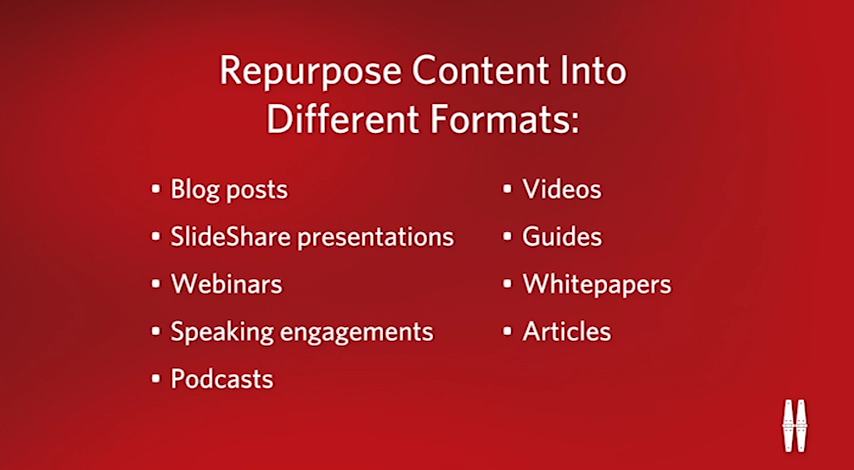 Repurpose Content Into
Different Formats:
• Blog posts
• SlideShare presentations
• Webinars
• Speaking engagements
• Podcasts
• Videos
• Guides
• Whitepapers
• Articles